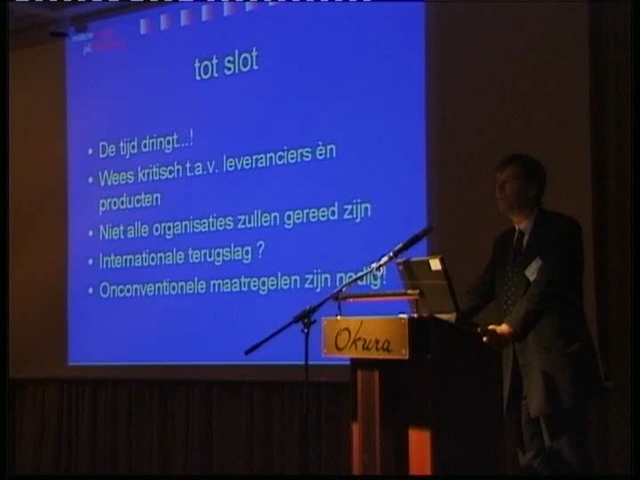 tot slot
• De tijd dringt...!
• Wees kritisch t.a.v. leveranciers èn
producten
• Niet alle organisaties zullen gereed zijn
• Internationale terugslag ?
• Onconventionele maatregelen zijn nodig!
Okura